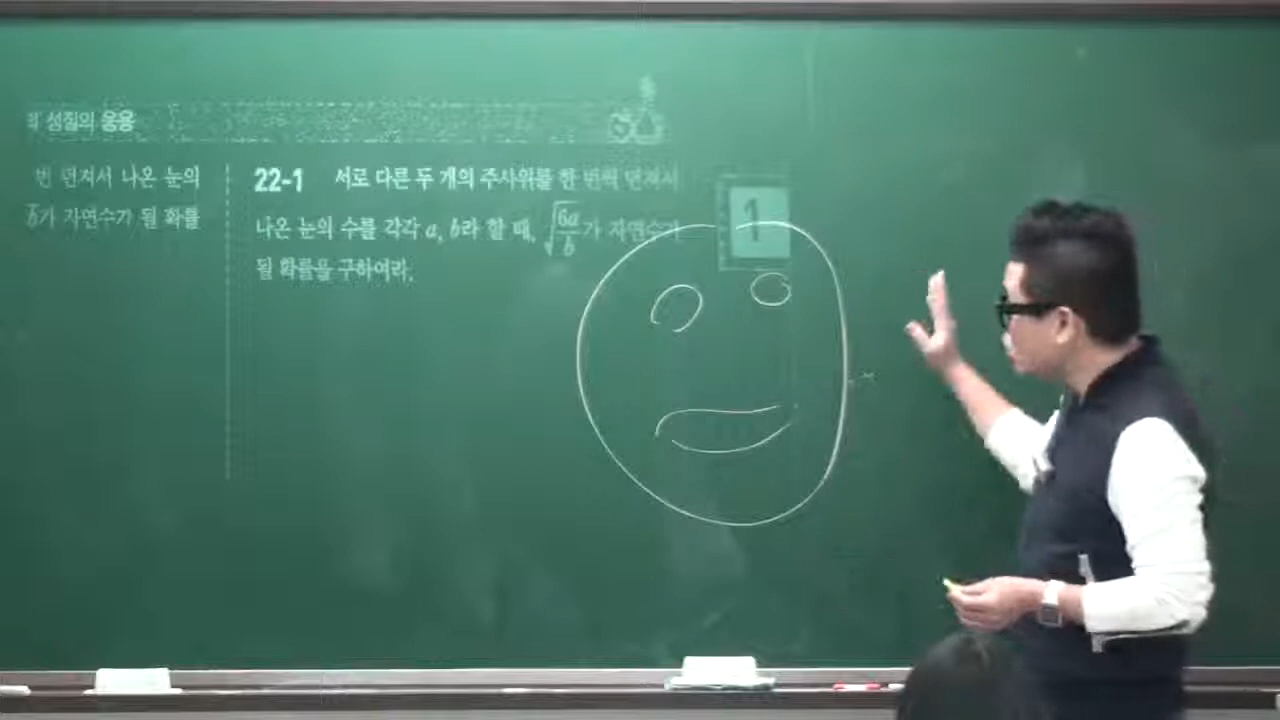 의 성질의 응용
번 던져서 나온 눈의
b가 자연수가 될 확률
22-1 서로 다른 두 개의 주사위를 한 번씩 던져서
나온 눈의 수를 각각 a, b라 할 때, √(6a/b)가 자연수가
될 확률을 구하여라.
1